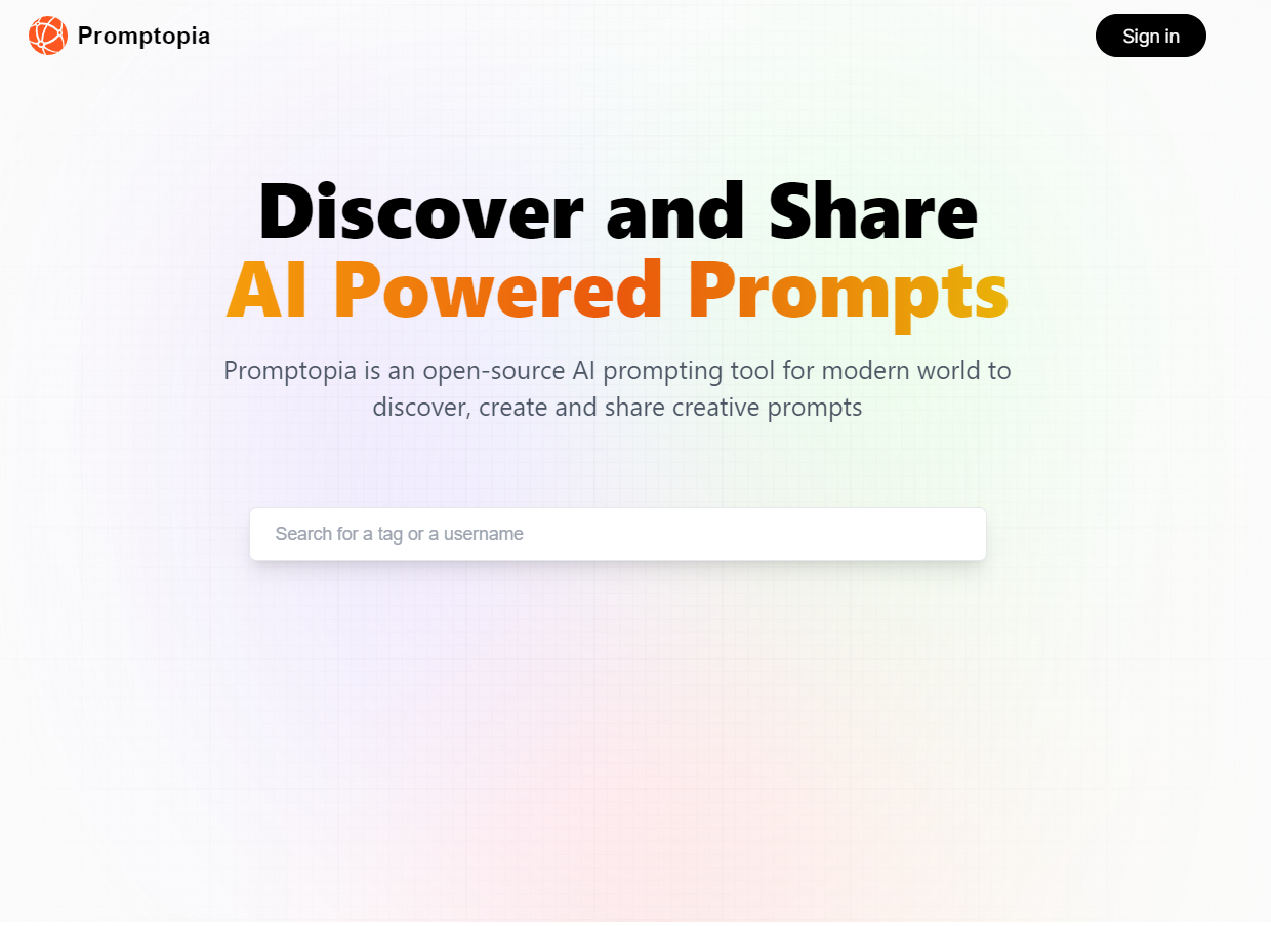 Promptopia
Sign in
Discover and Share
AI Powered Prompts
Promptopia is an open-source AI prompting tool for modern world to
discover, create and share creative prompts
Search for a tag or a username